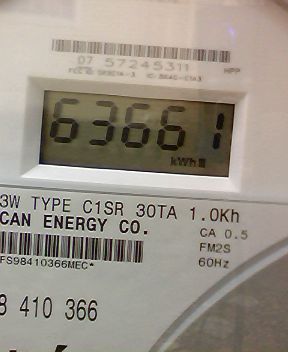 07 57245311
HPP
63661
kWh
3W TYPE C1SR 30TA 1.0Kh
CAN ENERGY CO.
CA 0.5
FM2S
FS98410366MEC*
60Hz
8 410 366